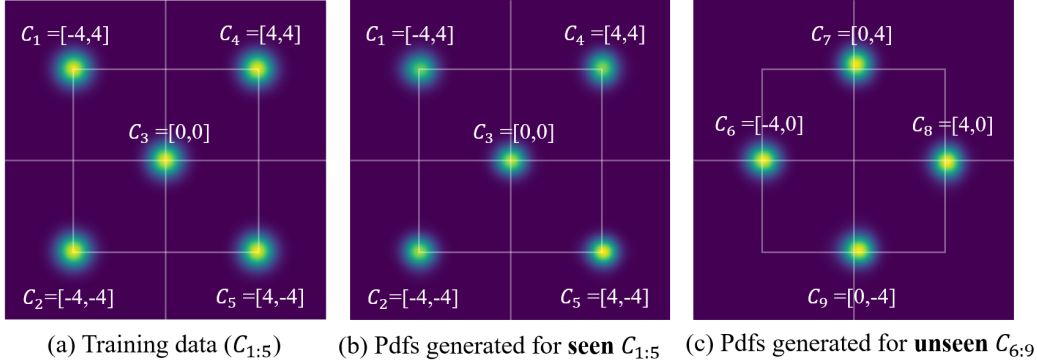 C₁ =[-4,4] C₄ =[4,4]
C₃ =[0,0]
C₂=[-4,-4] C₅ =[4,-4]
(a) Training data (C₁:₅)
C₁ =[-4,4] C₄ =[4,4]
C₃ =[0,0]
C₂=[-4,-4] C₅ =[4,-4]
(b) Pdfs generated for seen C₁:₅
C₇ =[0,4]
C₆ =[-4,0] C₈ =[4,0]
C₉ =[0,-4]
(c) Pdfs generated for unseen C₆:₉